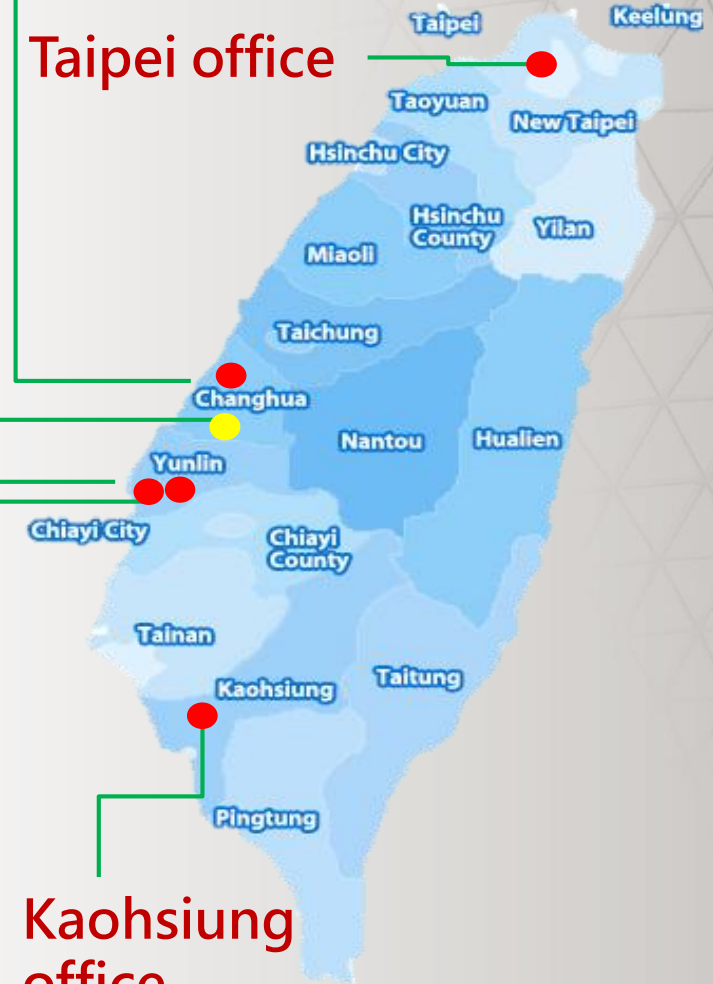 Taipei
Keelung
Taipei office
Taoyuan
New Taipei
Hsinchu City
Hsinchu
County
Yilan
Miaoli
Taichung
Changhua
Nantou
Hualien
Yunlin
Chiayi City
Chiayi
County
Tainan
Kaohsiung
Taitung
Pingtung
Kaohsiung
office